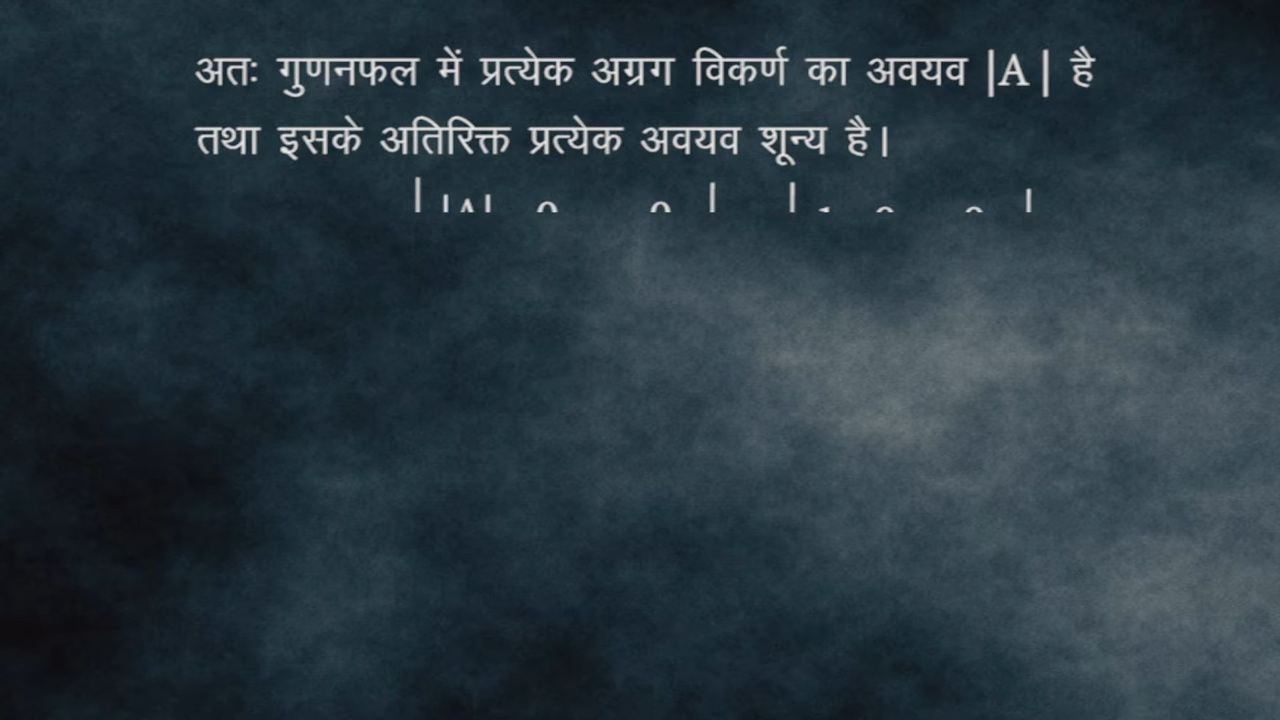 अतः गुणनफल में प्रत्येक अग्रग विकर्ण का अवयव |A| है
तथा इसके अतिरिक्त प्रत्येक अवयव शून्य है।